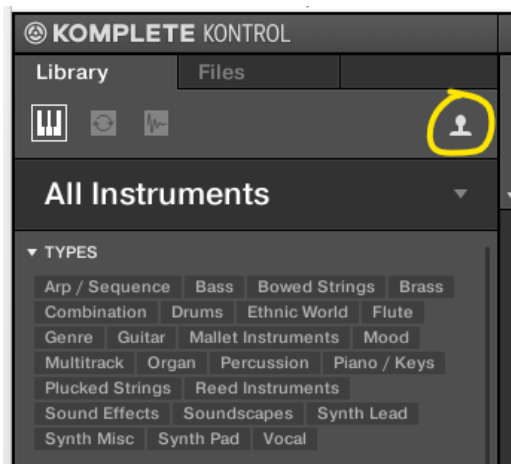 KOMPLETE KONTROL
Library Files
All Instruments
TYPES
Arp / Sequence Bass Bowed Strings Brass
Combination Drums Ethnic World Flute
Genre Guitar Mallet Instruments Mood
Multitrack Organ Percussion Piano / Keys
Plucked Strings Reed Instruments
Sound Effects Soundscapes Synth Lead
Synth Misc Synth Pad Vocal